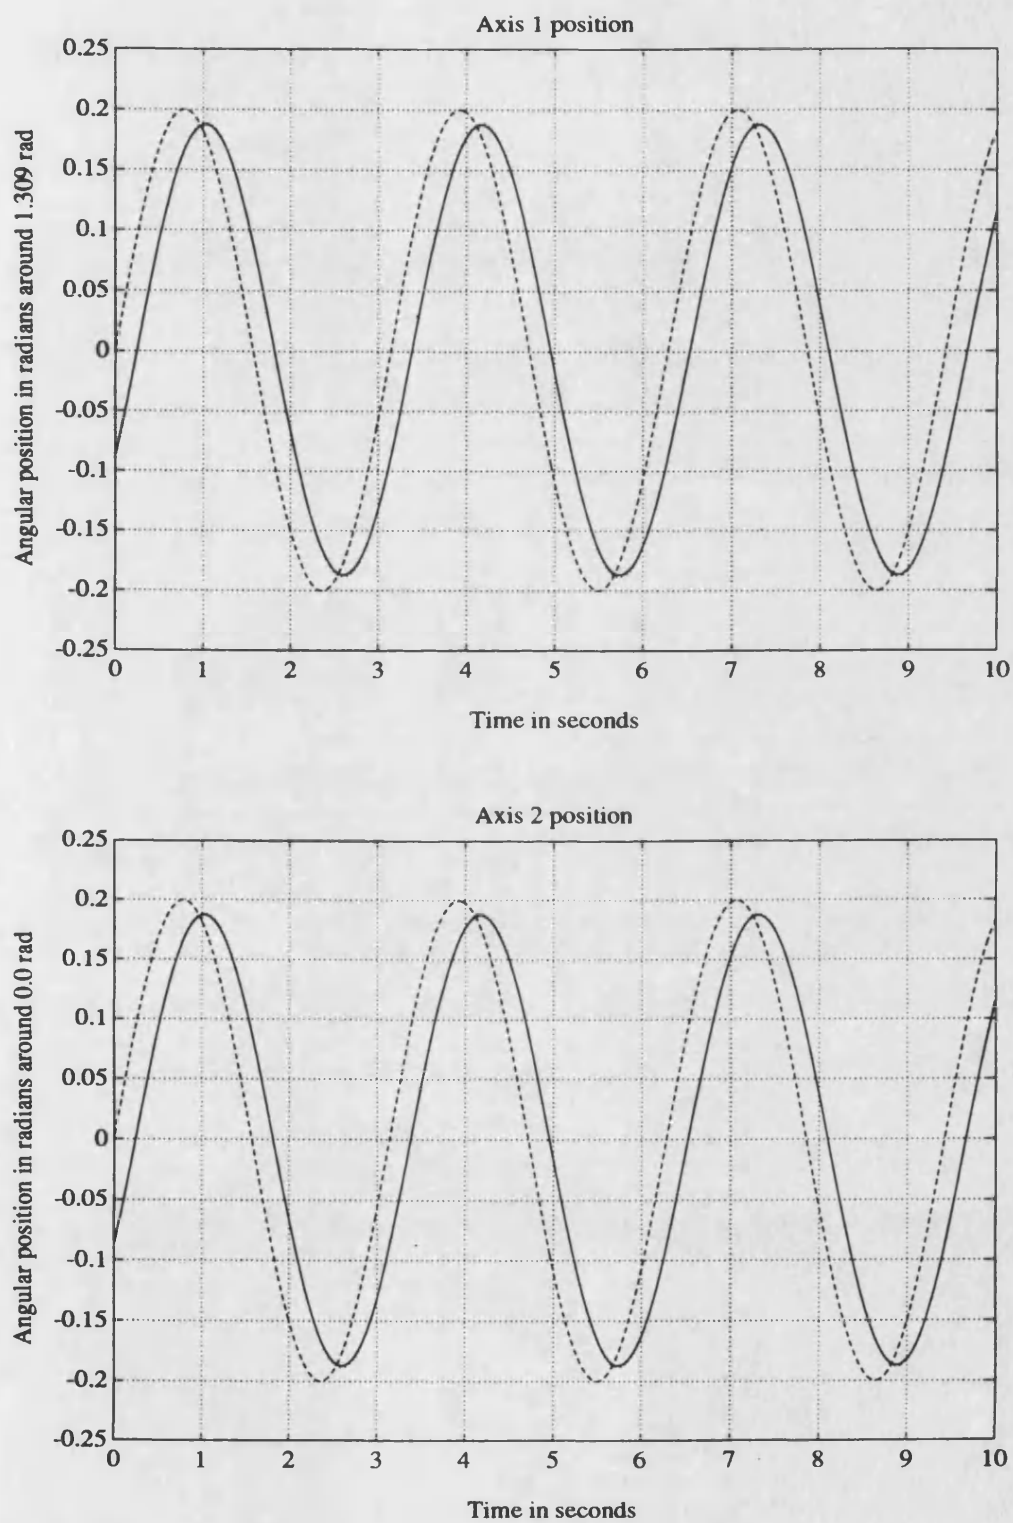 Axis 1 position
Angular position in radians around 1.309 rad
0.25
0.2
0.15
0.1
0.05
0
-0.05
-0.1
-0.15
-0.2
-0.25
0 1 2 3 4 5 6 7 8 9 10
Time in seconds
Axis 2 position
Angular position in radians around 0.0 rad
0.25
0.2
0.15
0.1
0.05
0
-0.05
-0.1
-0.15
-0.2
-0.25
0 1 2 3 4 5 6 7 8 9 10
Time in seconds